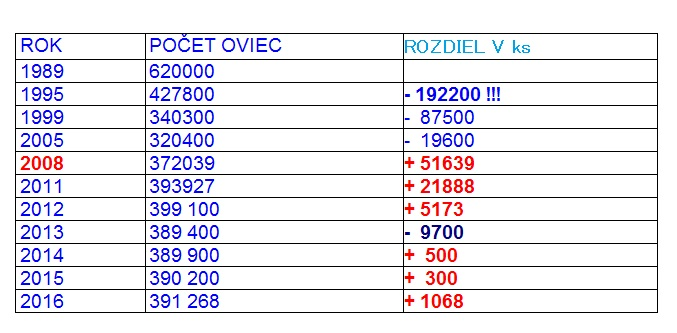 ROK POČET OVIEC ROZDIEL V ks
1989 620000
1995 427800 - 192200 !!!
1999 340300 - 87500
2005 320400 - 19600
2008 372039 + 51639
2011 393927 + 21888
2012 399 100 + 5173
2013 389 400 - 9700
2014 389 900 + 500
2015 390 200 + 300
2016 391 268 + 1068